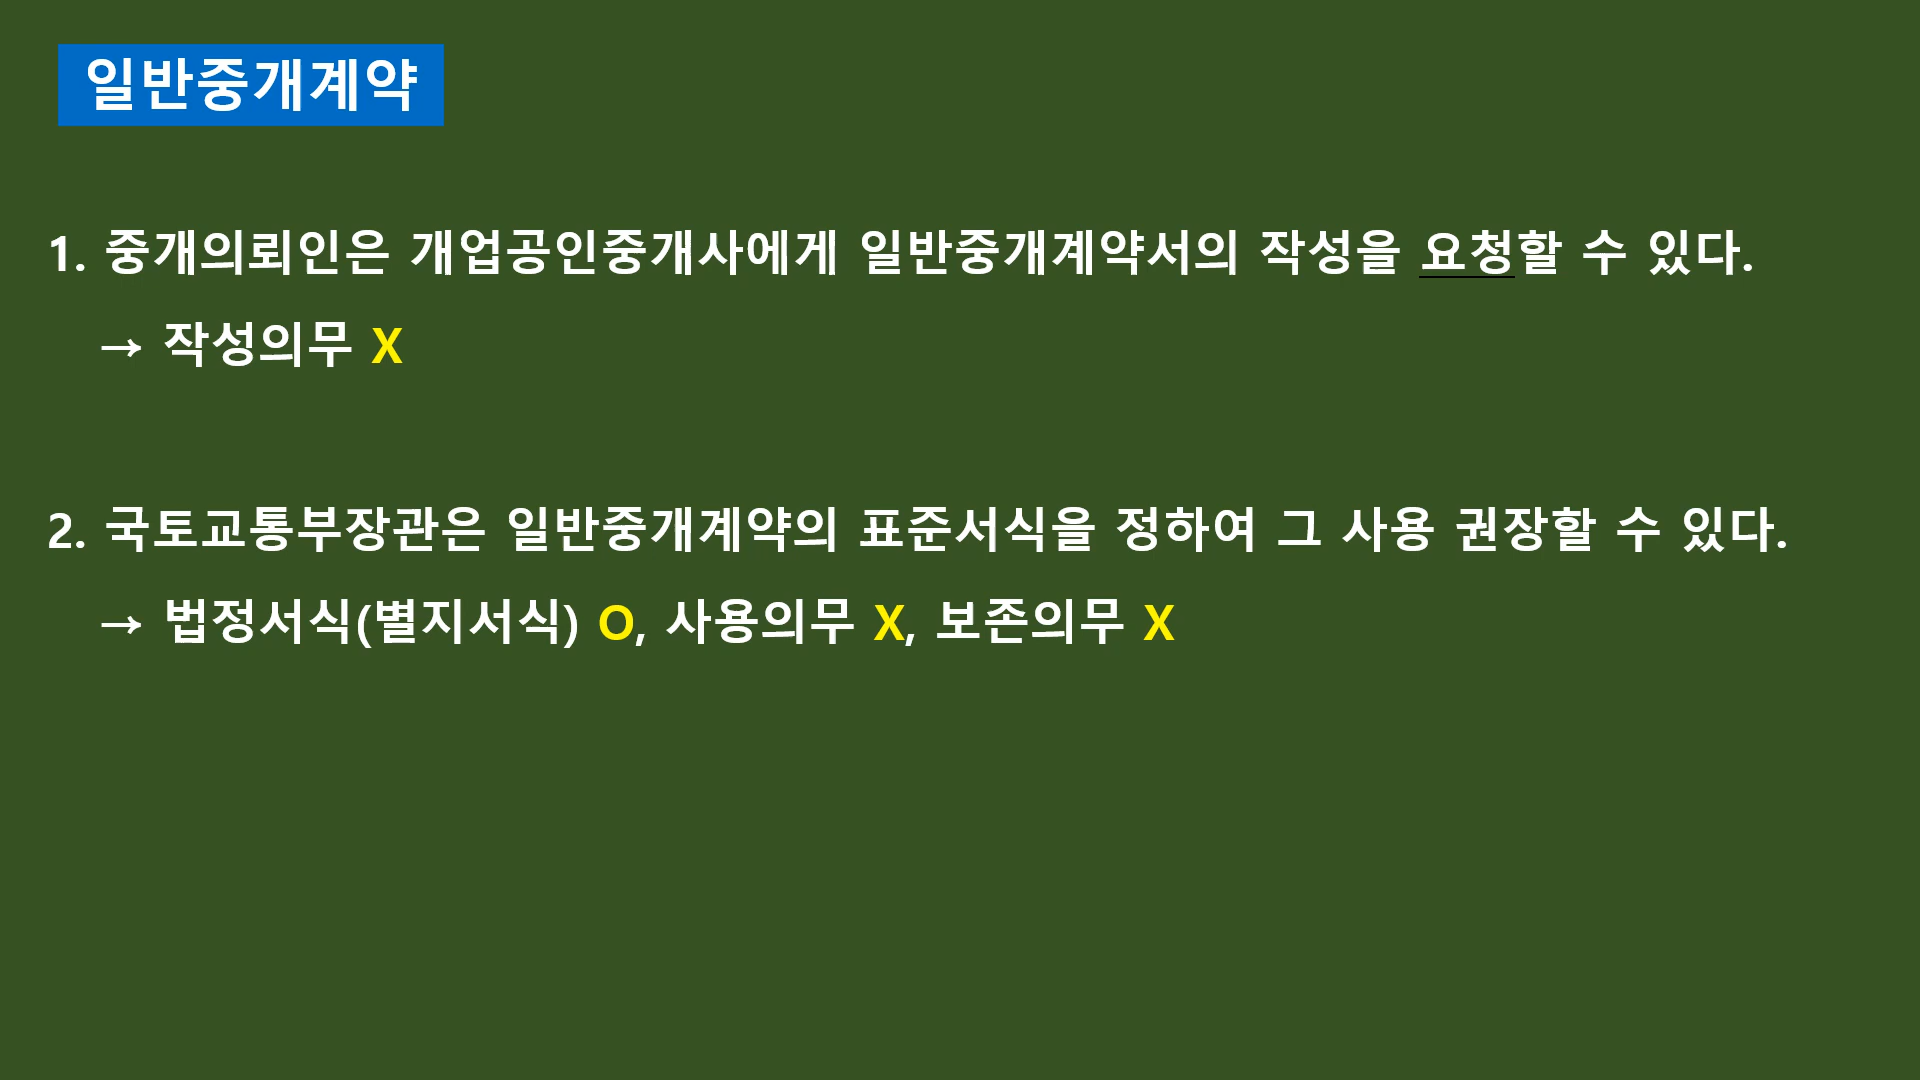 일반중개계약
1. 중개의뢰인은 개업공인중개사에게 일반중개계약서의 작성을 요청할 수 있다.
→ 작성의무 X
2. 국토교통부장관은 일반중개계약의 표준서식을 정하여 그 사용 권장할 수 있다.
→ 법정서식(별지서식) O, 사용의무 X, 보존의무 X